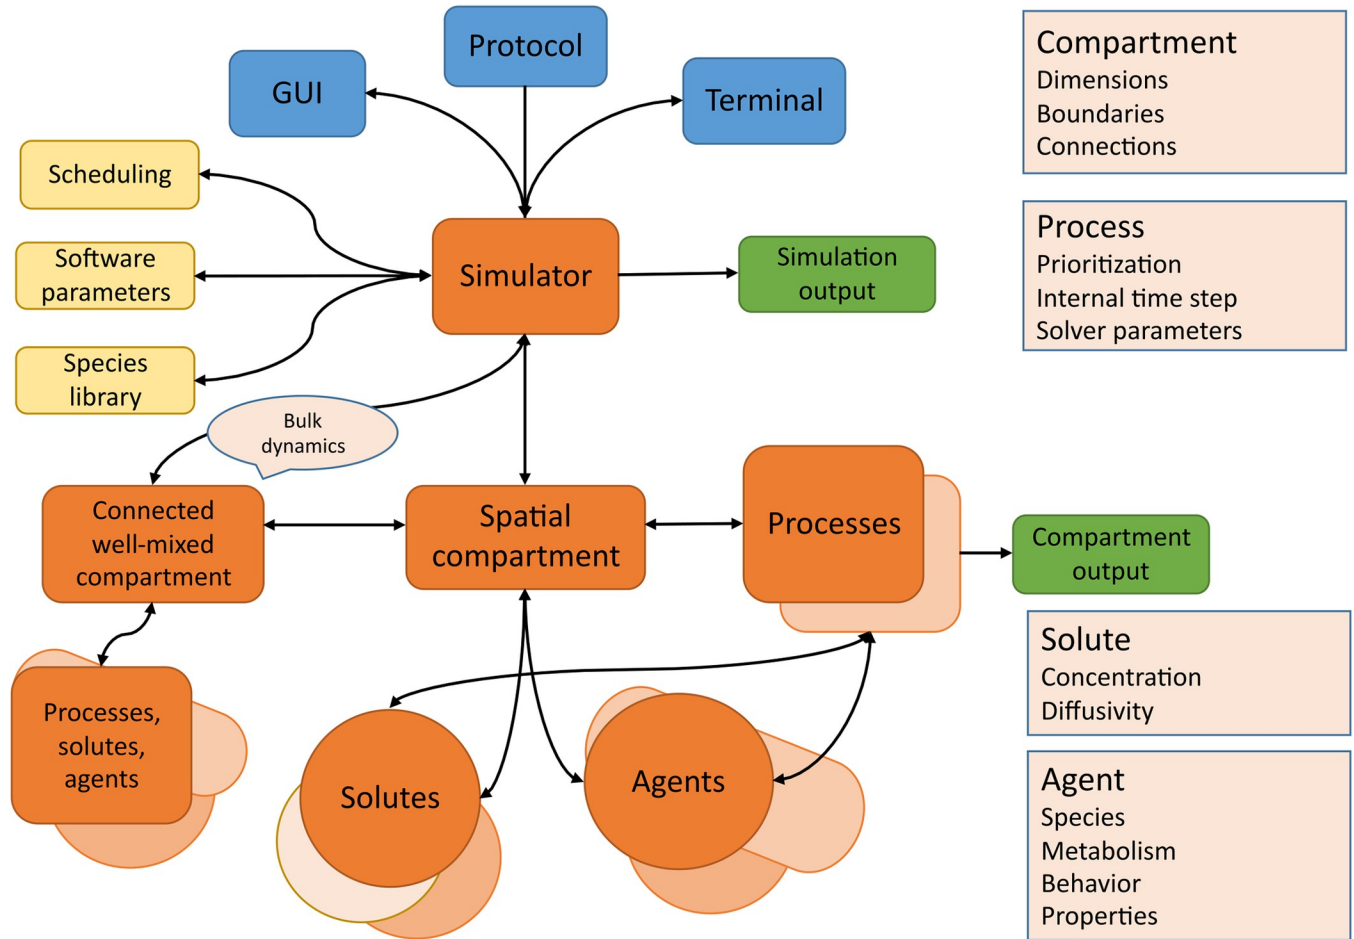 Protocol
GUI
Terminal
Scheduling
Software
parameters
Species
library
Simulator
Simulation
output
Bulk
dynamics
Connected
well-mixed
compartment
Spatial
compartment
Processes
Compartment
output
Processes,
solutes,
agents
Solutes
Agents
Compartment
Dimensions
Boundaries
Connections
Process
Prioritization
Internal time step
Solver parameters
Solute
Concentration
Diffusivity
Agent
Species
Metabolism
Behavior
Properties